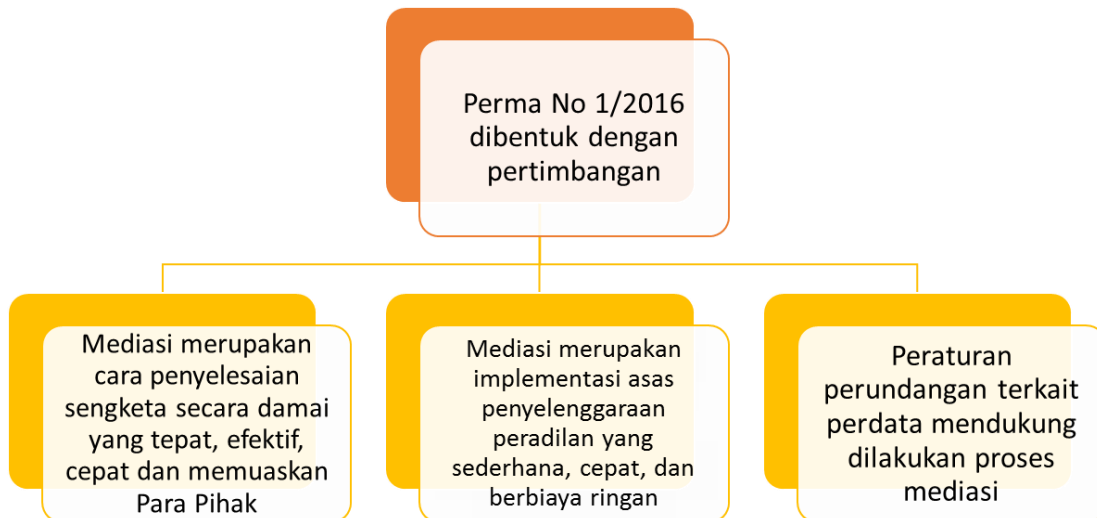 Perma No 1/2016
dibentuk dengan
pertimbangan
Mediasi merupakan
cara penyelesaian
sengketa secara damai
yang tepat, efektif,
cepat dan memuaskan
Para Pihak
Mediasi merupakan
implementasi asas
penyelenggaraan
peradilan yang
sederhana, cepat, dan
berbiaya ringan
Peraturan
perundangan terkait
perdata mendukung
dilakukan proses
mediasi